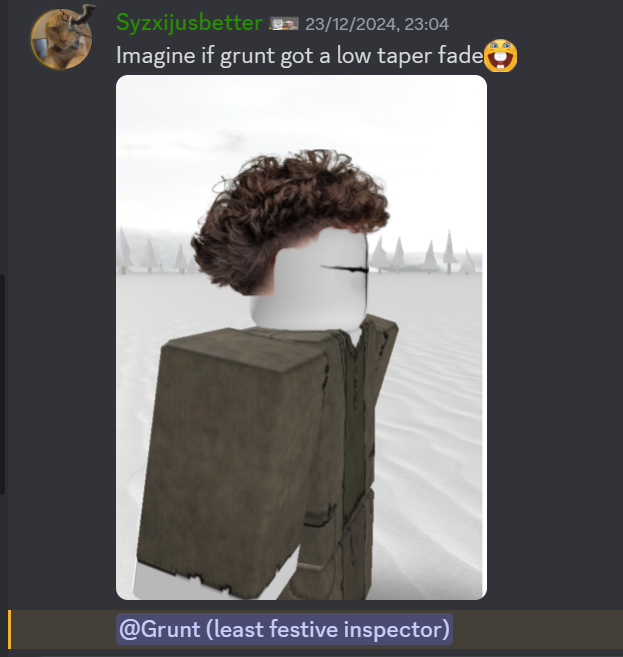 Syzxijusbetter 23/12/2024, 23:04
Imagine if grunt got a low taper fade
@Grunt (least festive inspector)